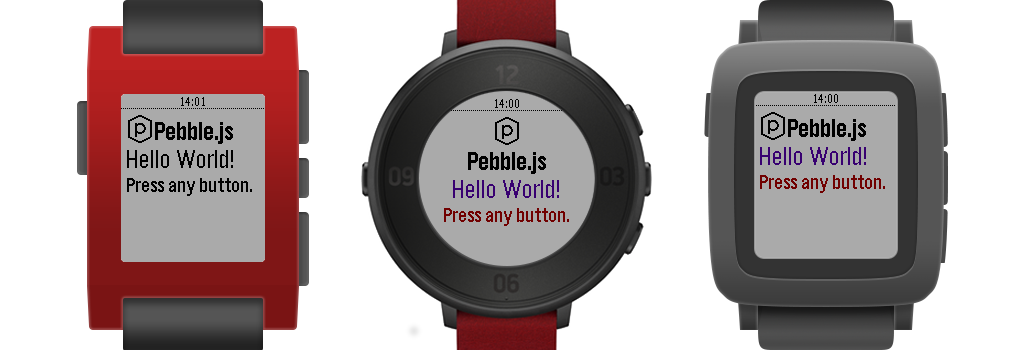 14:01
Pebble.js
Hello World!
Press any button.
12
14:00
Pebble.js
Hello World!
Press any button.
09
03
06
14:00
Pebble.js
Hello World!
Press any button.